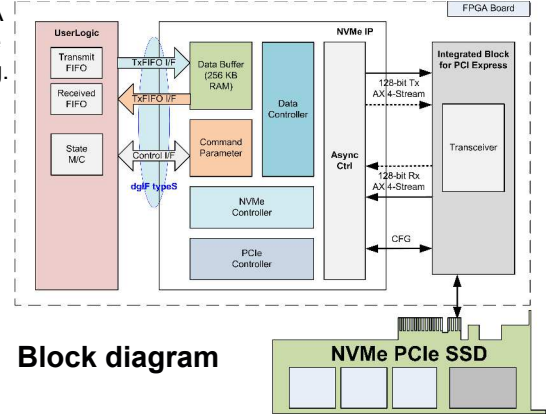 A
g.
FPGA Board
UserLogic
NVMe IP
Transmit
FIFO
TxFIFO I/F
Data Buffer
(256 KB
RAM)
Received
FIFO
TxFIFO I/F
Data
Controller
State
M/C
Control I/F
Command
Parameter
dgIF typeS
NVMe
Controller
PCIe
Controller
Async
Ctrl
128-bit Tx
AX 4-Stream
128-bit Rx
AX 4-Stream
CFG
Integrated Block
for PCI Express
Transceiver
Block diagram
NVMe PCIe SSD